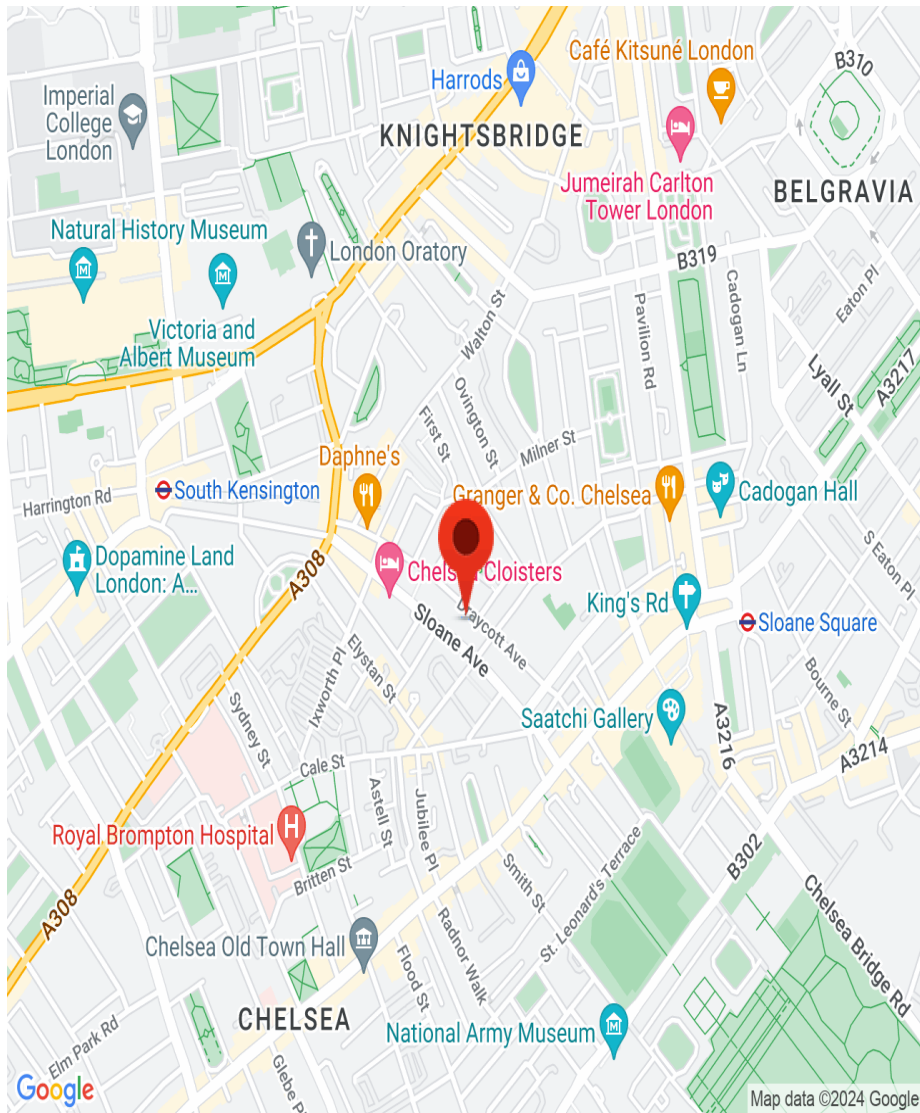 Café Kitsuné London
B310
Harrods
Imperial
College
London
KNIGHTSBRIDGE
Jumeirah Carlton
Tower London
BELGRAVIA
Natural History Museum
London Oratory
B319
Eaton Pl
Cadogan Ln
Pavilion Rd
Victoria and
Albert Museum
Walton St
Lyall St
A3217
Ovington St
First St
Milner St
Daphne's
Harrington Rd
South Kensington
Granger & Co. Chelsea
Cadogan Hall
S Eaton Pl
Dopamine Land
London: A...
A308
Chelsea Cloisters
King's Rd
Sloane Square
Draycott Ave
Sloane Ave
Elystan St
Ixworth Pl
Bourne St
Sydney St
Saatchi Gallery
A3216
A3214
Cale St
Astell St
Jubilee Pl
Royal Brompton Hospital
H
Britten St
Smith St
St. Leonard's Terrace
B302
Chelsea Bridge Rd
A308
Chelsea Old Town Hall
Flood St
Radnor Walk
CHELSEA
National Army Museum
Elm Park Rd
Glebe P
Google
Map data ©2024 Google